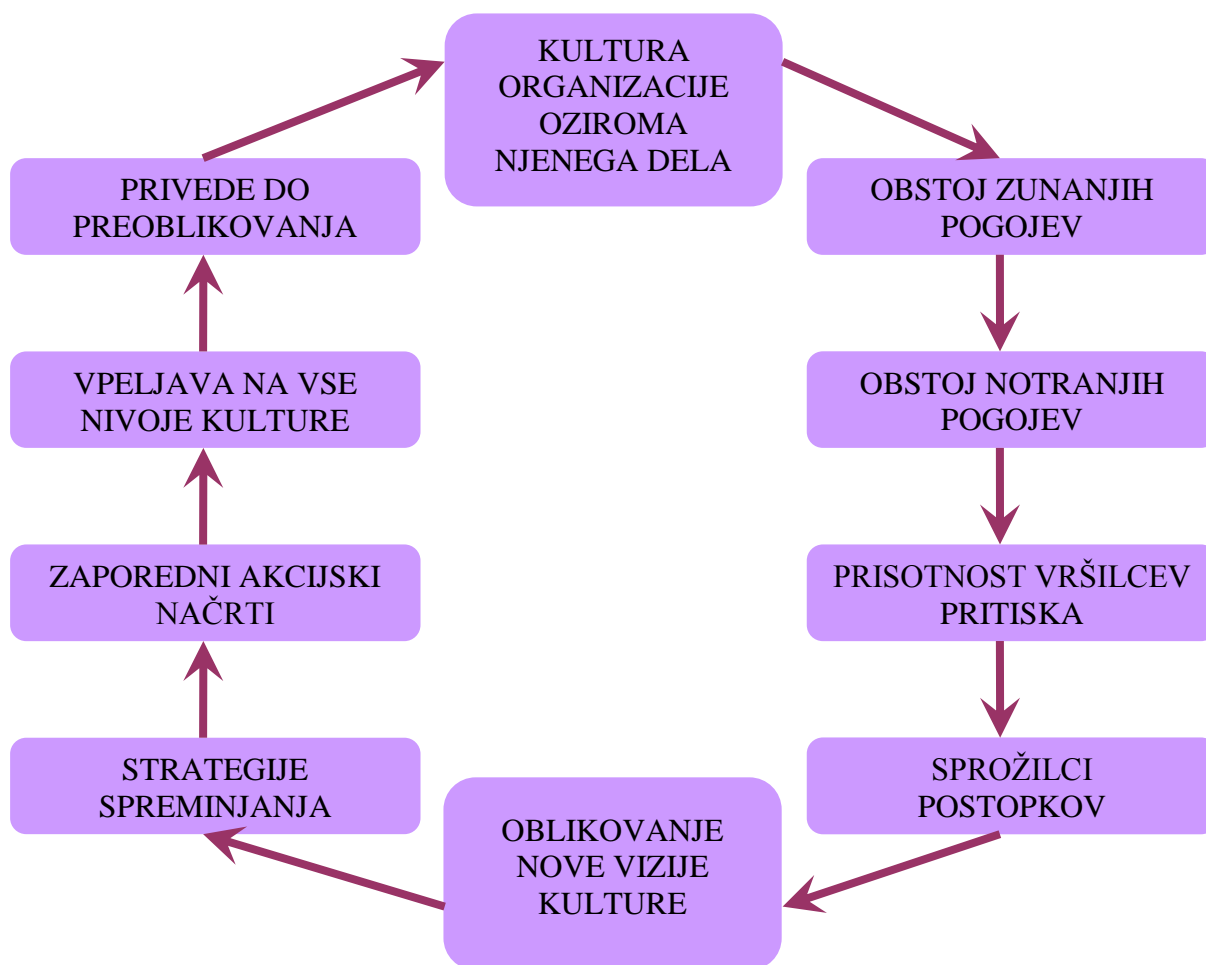 KULTURA
ORGANIZACIJE
OZIROMA
NJENEGA DELA
OBSTOJ ZUNANJIH
POGOJEV
OBSTOJ NOTRANJIH
POGOJEV
PRISOTNOST VRŠILCEV
PRITISKA
SPROŽILCI
POSTOPKOV
OBLIKOVANJE
NOVE VIZIJE
KULTURE
STRATEGIJE
SPREMINJANJA
ZAPOREDNI AKCIJSKI
NAČRTI
VPELJAVA NA VSE
NIVOJE KULTURE
PRIVEDE DO
PREOBLIKOVANJA